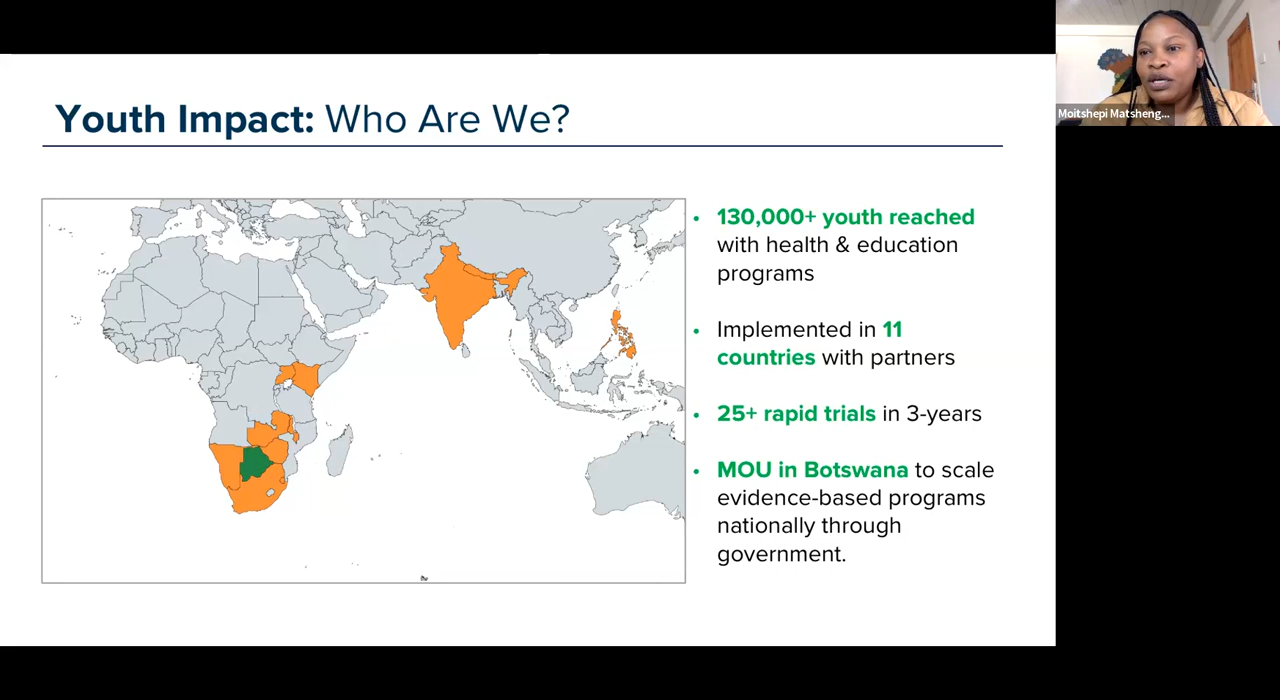 Youth Impact: Who Are We?
• 130,000+ youth reached
with health & education
programs
• Implemented in 11
countries with partners
• 25+ rapid trials in 3-years
• MOU in Botswana to scale
evidence-based programs
nationally through
government.
Moitshepi Matsheng...